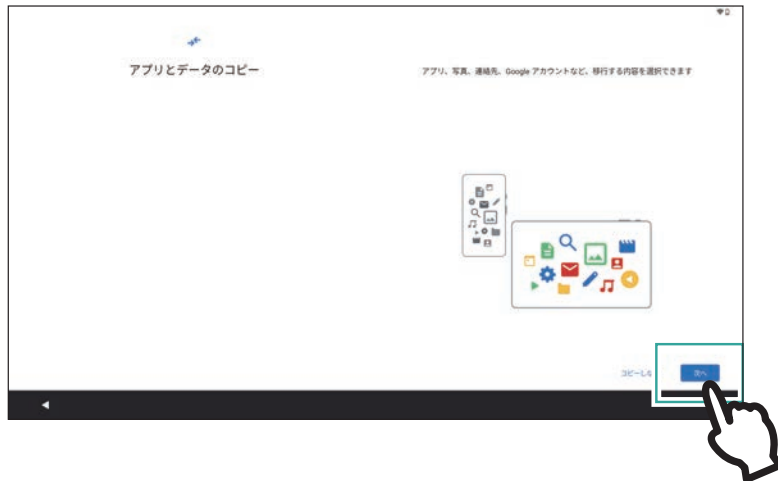 アプリとデータのコピー
アプリ、写真、連絡先、Google アカウントなど、移行する内容を選択できます
コピーしな
次へ